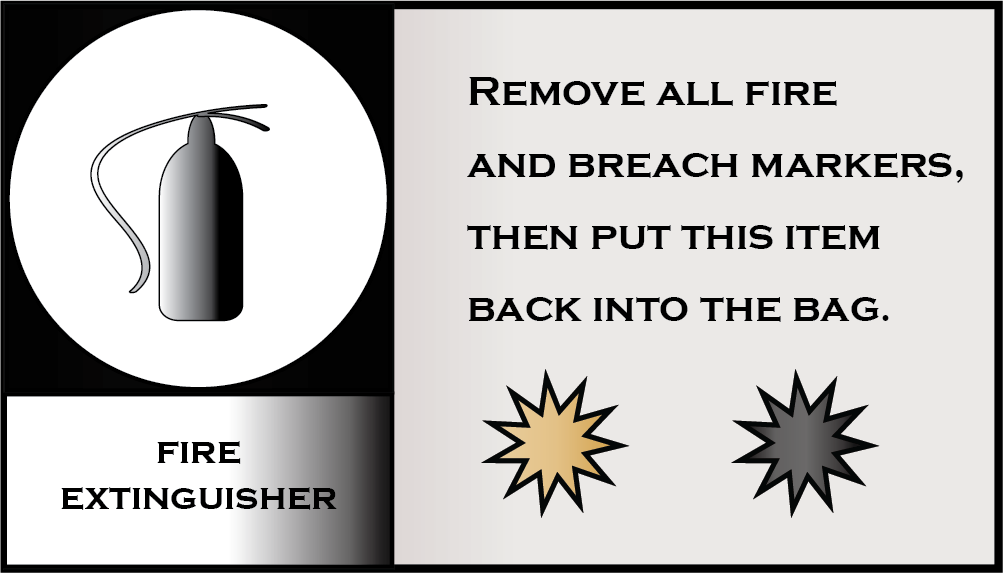 Remove all fire
and breach markers,
then put this item
back into the bag.
fire
extinguisher